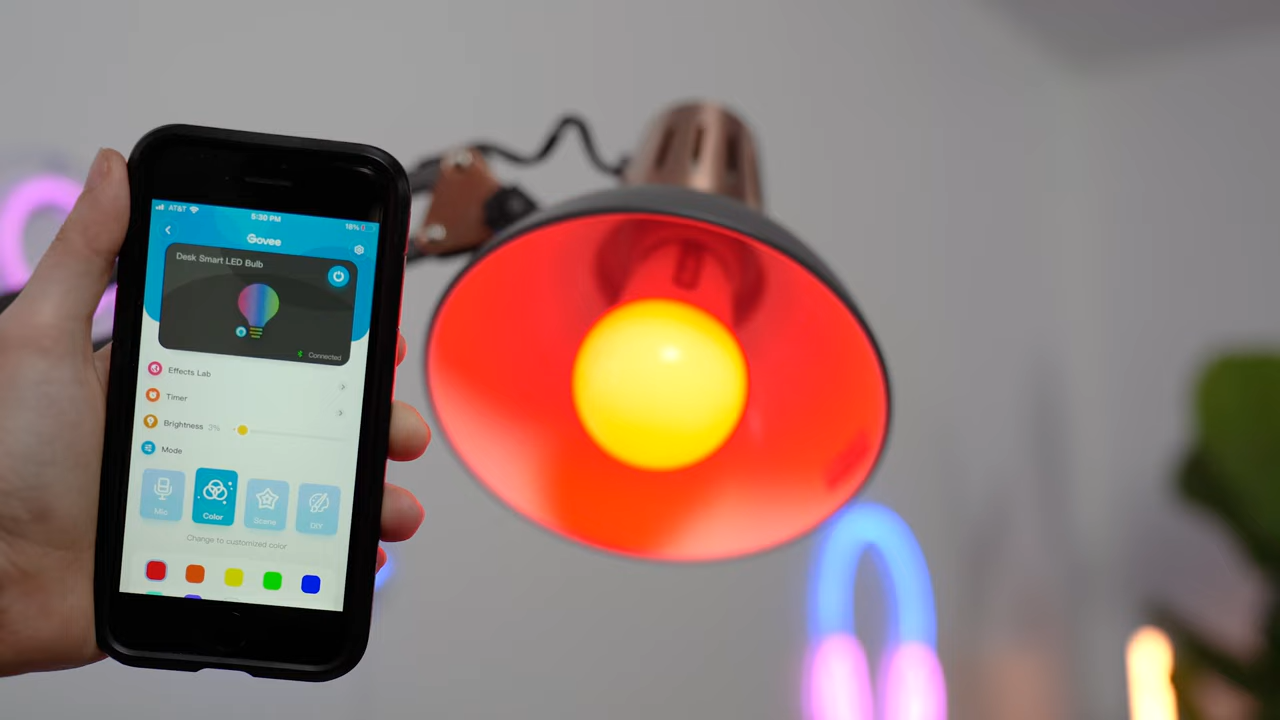 AT&T
5:30 PM
18%
Govee
Desk Smart LED Bulb
Connected
Effects Lab
Timer
Brightness 3%
Mode
Mic
Color
Scene
DIY
Change to customized color